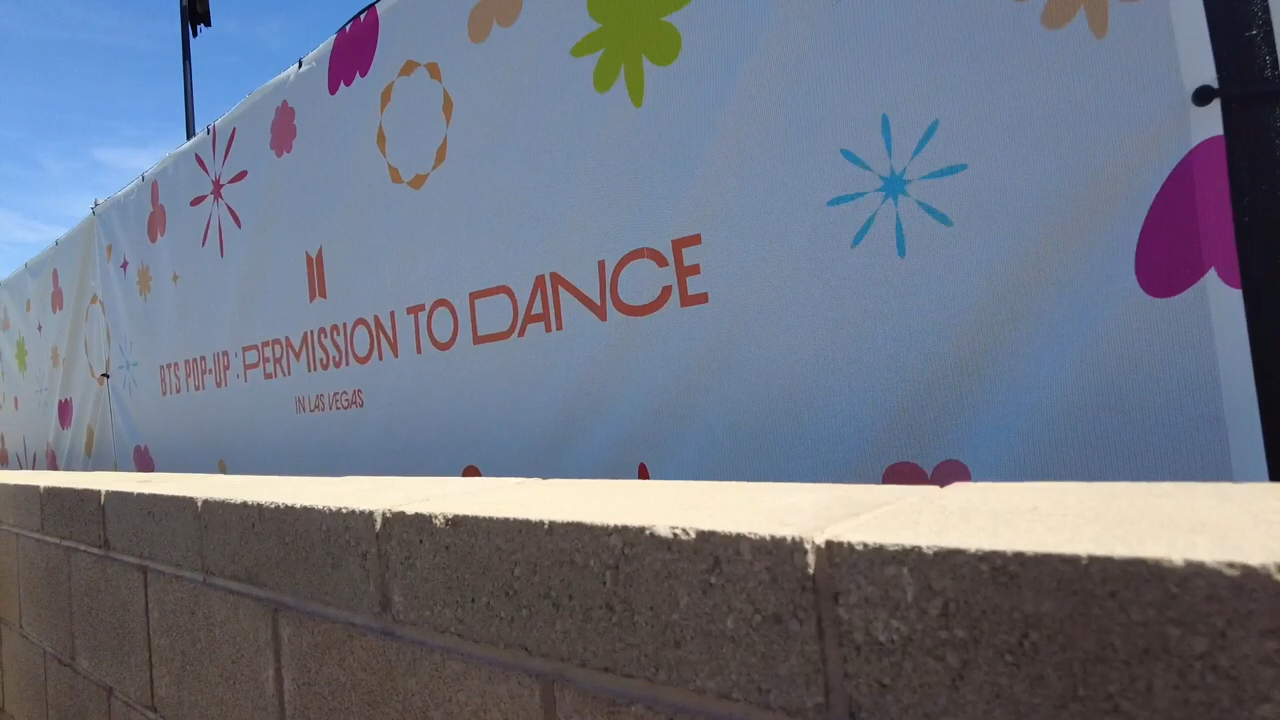 BTS POP-UP : PERMISSION TO DANCE
IN LAS VEGAS